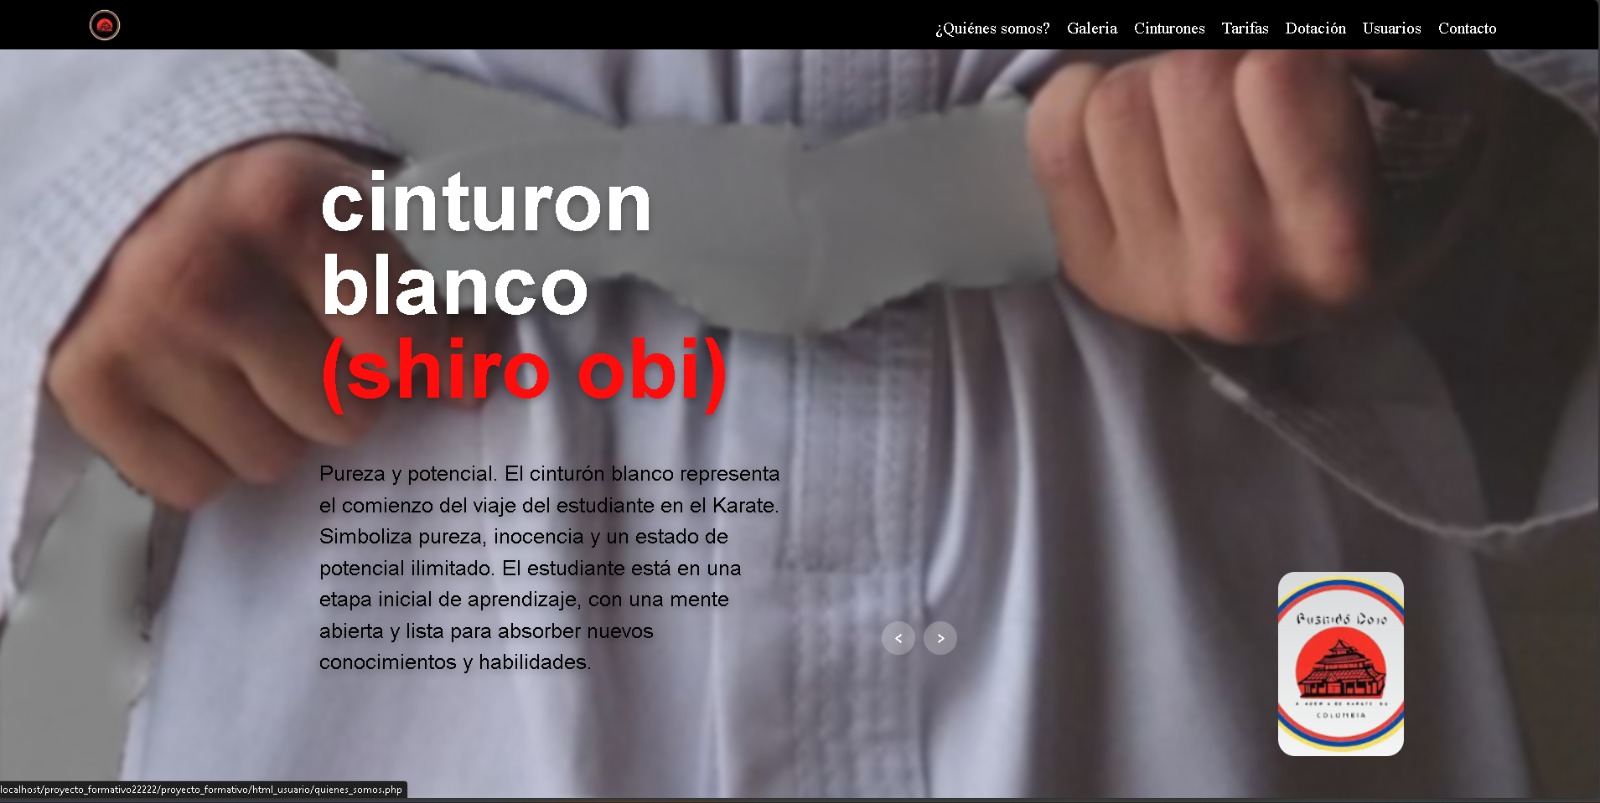 ¿Quiénes somos? Galeria Cinturones Tarifas Dotación Usuarios Contacto
cinturon
blanco
(shiro obi)
Pureza y potencial. El cinturón blanco representa
el comienzo del viaje del estudiante en el Karate.
Simboliza pureza, inocencia y un estado de
potencial ilimitado. El estudiante está en una
etapa inicial de aprendizaje, con una mente
abierta y lista para absorber nuevos
conocimientos y habilidades.
< >
COLOMBIA
localhost/proyecto_formativo22222/proyecto_formativo/html_usuario/quienes_somos.php